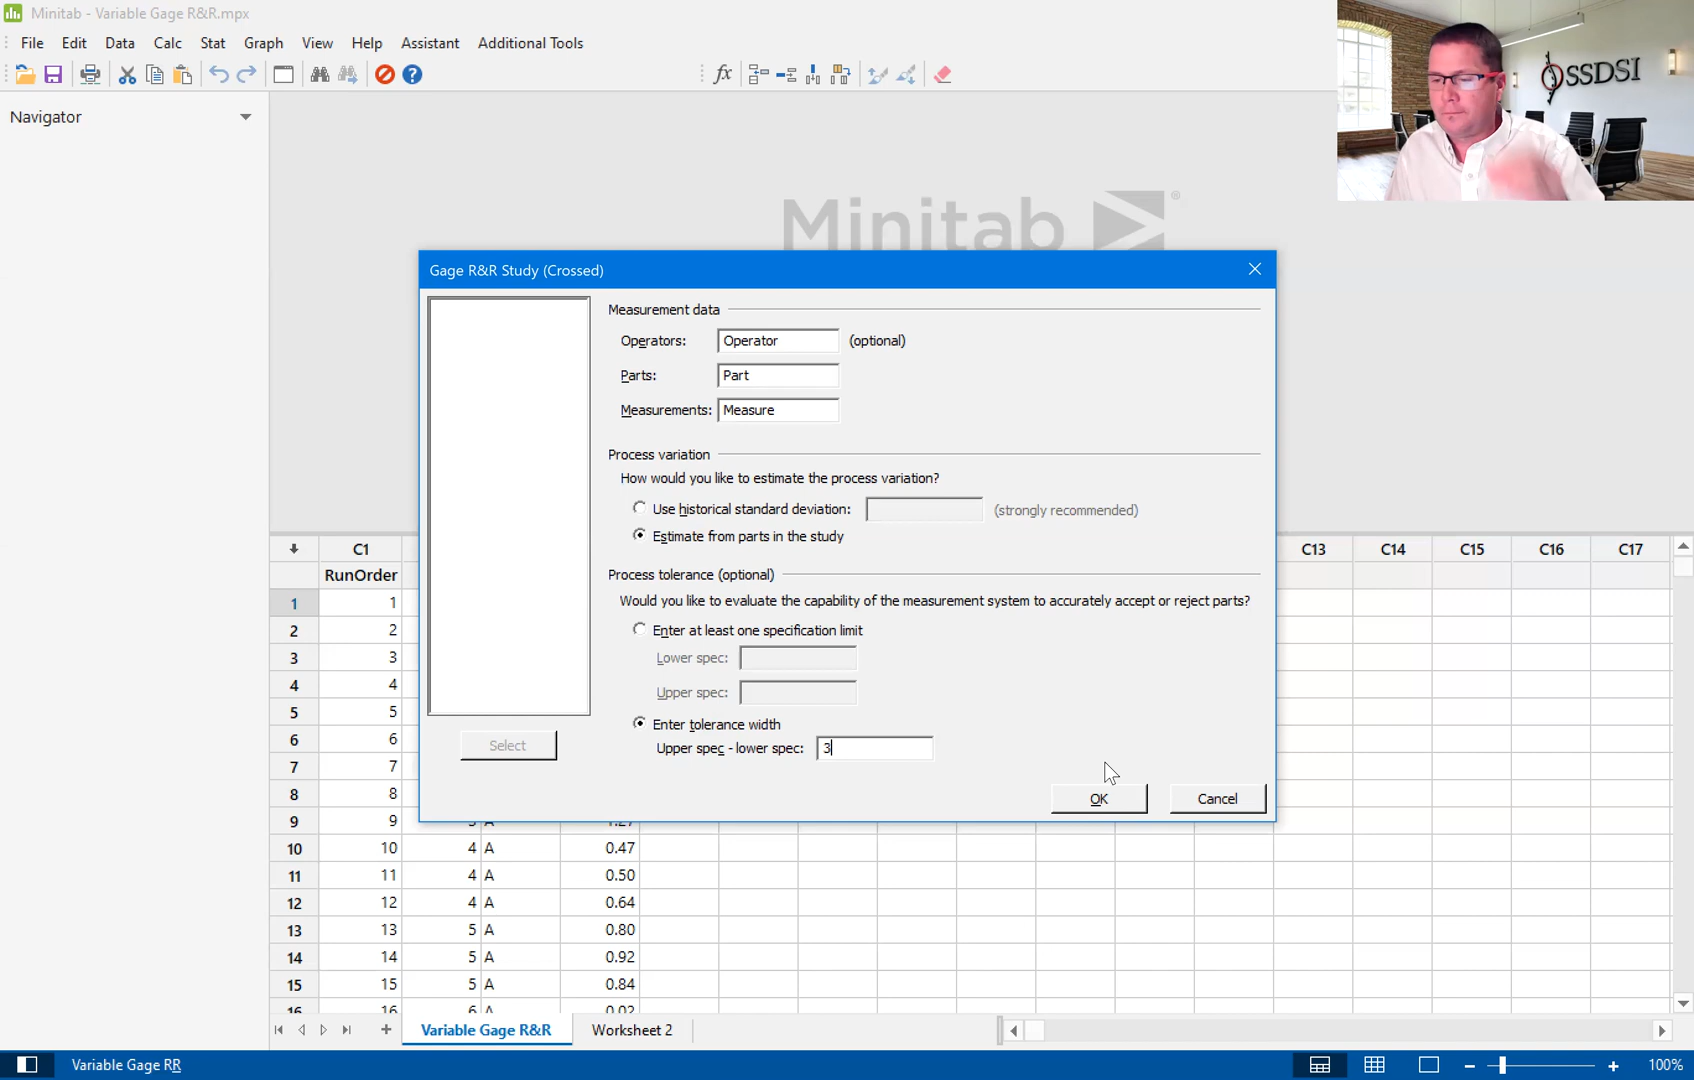 Minitab - Variable Gage R&R.mpx
File Edit Data Calc Stat Graph View Help Assistant Additional Tools
fx
SSDSI
Navigator
Minitab ®
Gage R&R Study (Crossed)
Measurement data
Operators: Operator (optional)
Parts: Part
Measurements: Measure
Process variation
How would you like to estimate the process variation?
Use historical standard deviation: (strongly recommended)
Estimate from parts in the study
Process tolerance (optional)
Would you like to evaluate the capability of the measurement system to accurately accept or reject parts?
Enter at least one specification limit
Lower spec:
Upper spec:
Enter tolerance width
Upper spec - lower spec: 3
Select
OK Cancel
C1 C13 C14 C15 C16 C17
RunOrder
1 1
2 2
3 3
4 4
5 5
6 6
7 7
8 8
9 9 A
10 10 4 A 0.47
11 11 4 A 0.50
12 12 4 A 0.64
13 13 5 A 0.80
14 14 5 A 0.92
15 15 5 A 0.84
16 16 6 A 0.02
Variable Gage R&R Worksheet 2
Variable Gage RR
100%